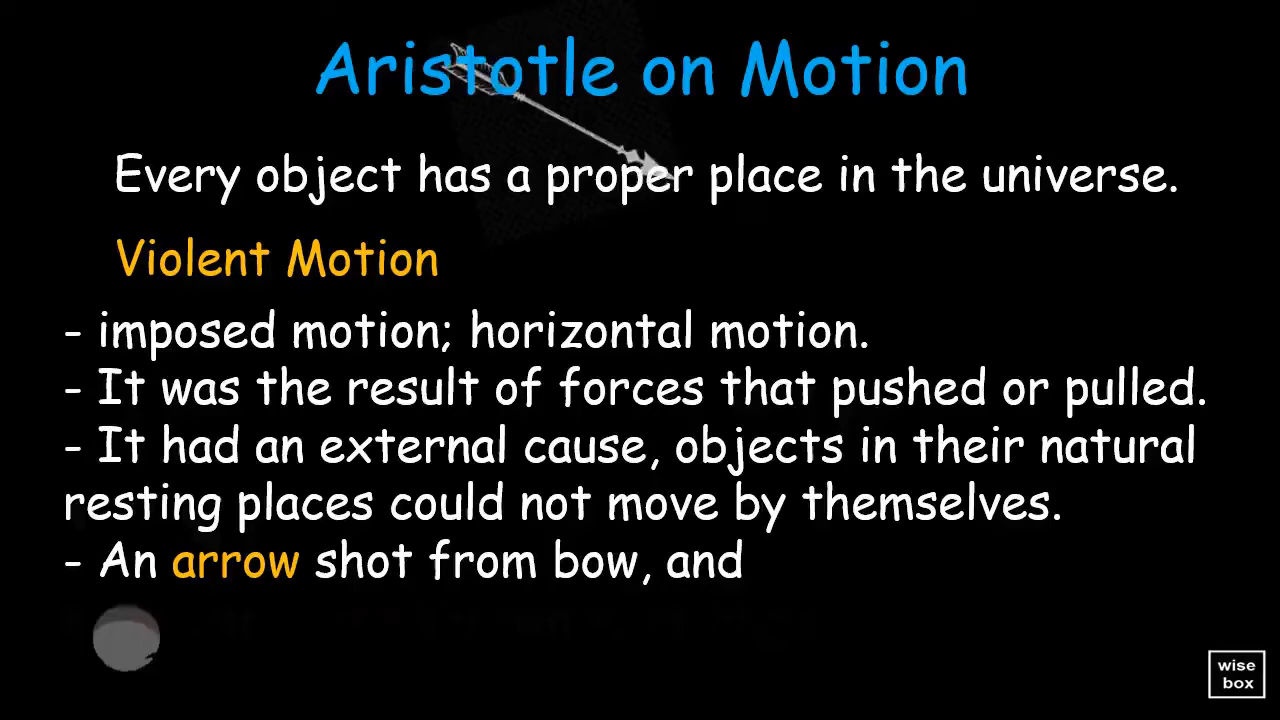 Aristotle on Motion
Every object has a proper place in the universe.
Violent Motion
- imposed motion; horizontal motion.
- It was the result of forces that pushed or pulled.
- It had an external cause, objects in their natural
resting places could not move by themselves.
- An arrow shot from bow, and
wise
box